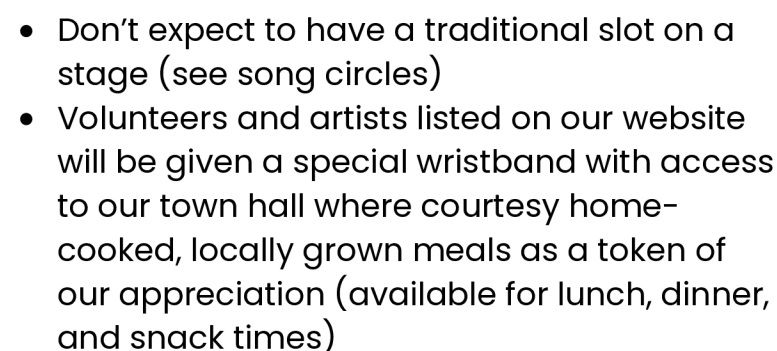 • Don’t expect to have a traditional slot on a
stage (see song circles)
• Volunteers and artists listed on our website
will be given a special wristband with access
to our town hall where courtesy home-
cooked, locally grown meals as a token of
our appreciation (available for lunch, dinner,
and snack times)